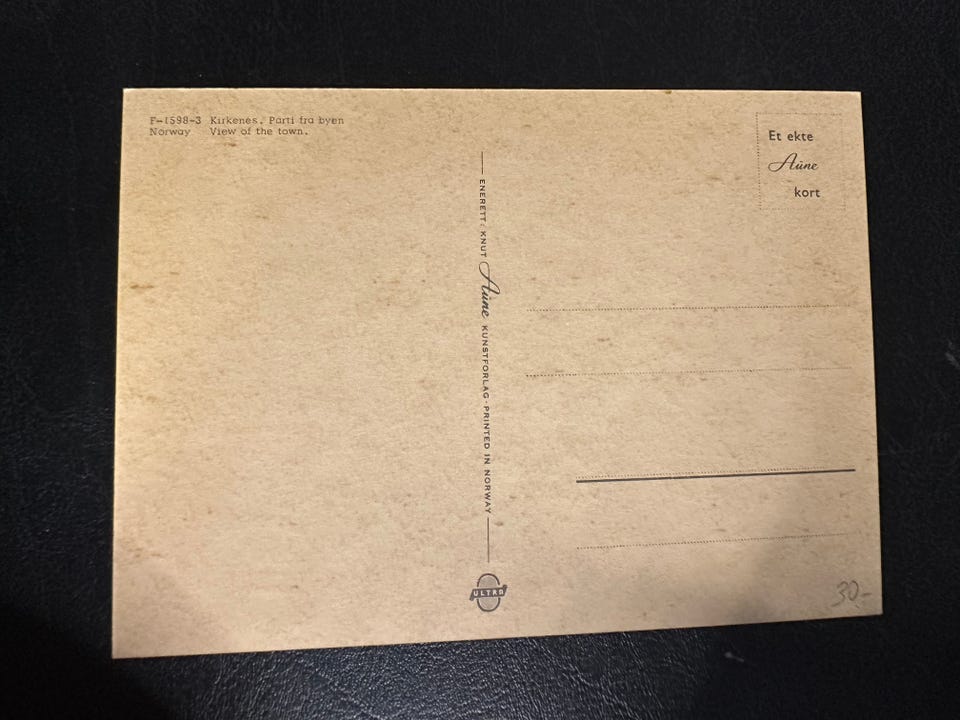 F-1598-3 Kirkenes. Parti fra byen
Norway View of the town.
Et ekte
Aune
kort
ENERETT: KNUT Aune KUNSTFORLAG · PRINTED IN NORWAY
ULTRA
30-